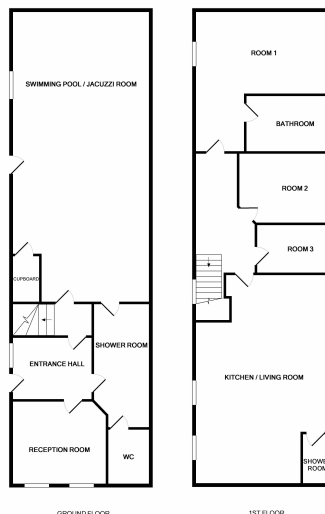 SWIMMING POOL / JACUZZI ROOM
CUPBOARD
SHOWER ROOM
ENTRANCE HALL
RECEPTION ROOM
WC
GROUND FLOOR
ROOM 1
BATHROOM
ROOM 2
ROOM 3
KITCHEN / LIVING ROOM
SHOWER
ROOM
1ST FLOOR